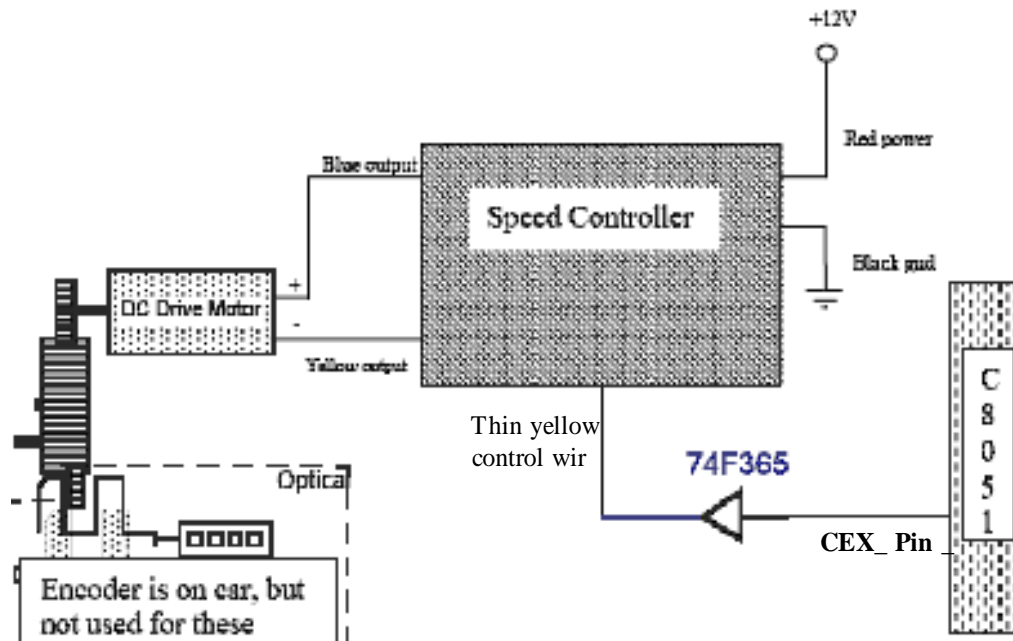 +12V
Red power
Blue output
Speed Controller
Black gnd
+
DC Drive Motor
-
Yellow output
Thin yellow
control wir
74F365
C
8
0
5
1
CEX_ Pin _
Optical
Encoder is on car, but
not used for these